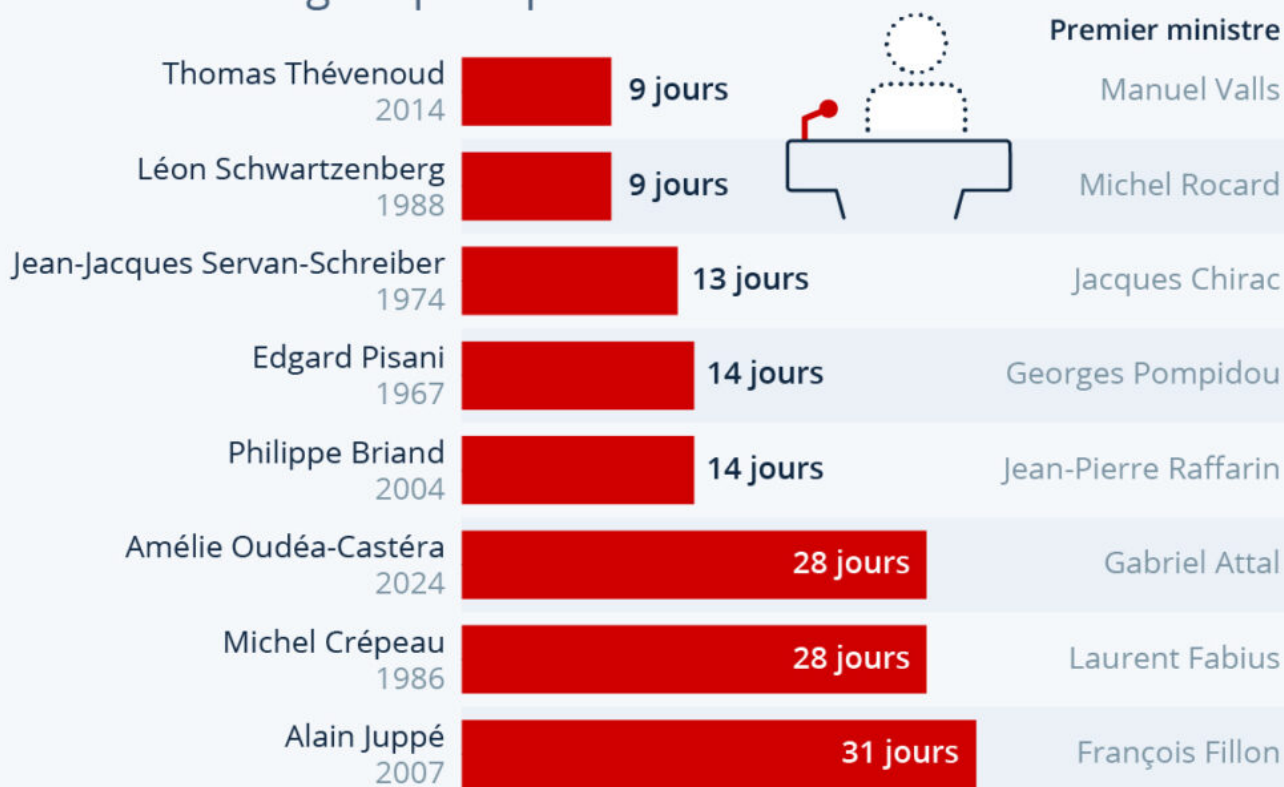 Premier ministre
Thomas Thévenoud
2014
9 jours
Manuel Valls
Léon Schwartzenberg
1988
9 jours
Michel Rocard
Jean-Jacques Servan-Schreiber
1974
13 jours
Jacques Chirac
Edgard Pisani
1967
14 jours
Georges Pompidou
Philippe Briand
2004
14 jours
Jean-Pierre Raffarin
Amélie Oudéa-Castéra
2024
28 jours
Gabriel Attal
Michel Crépeau
1986
28 jours
Laurent Fabius
Alain Juppé
2007
31 jours
François Fillon